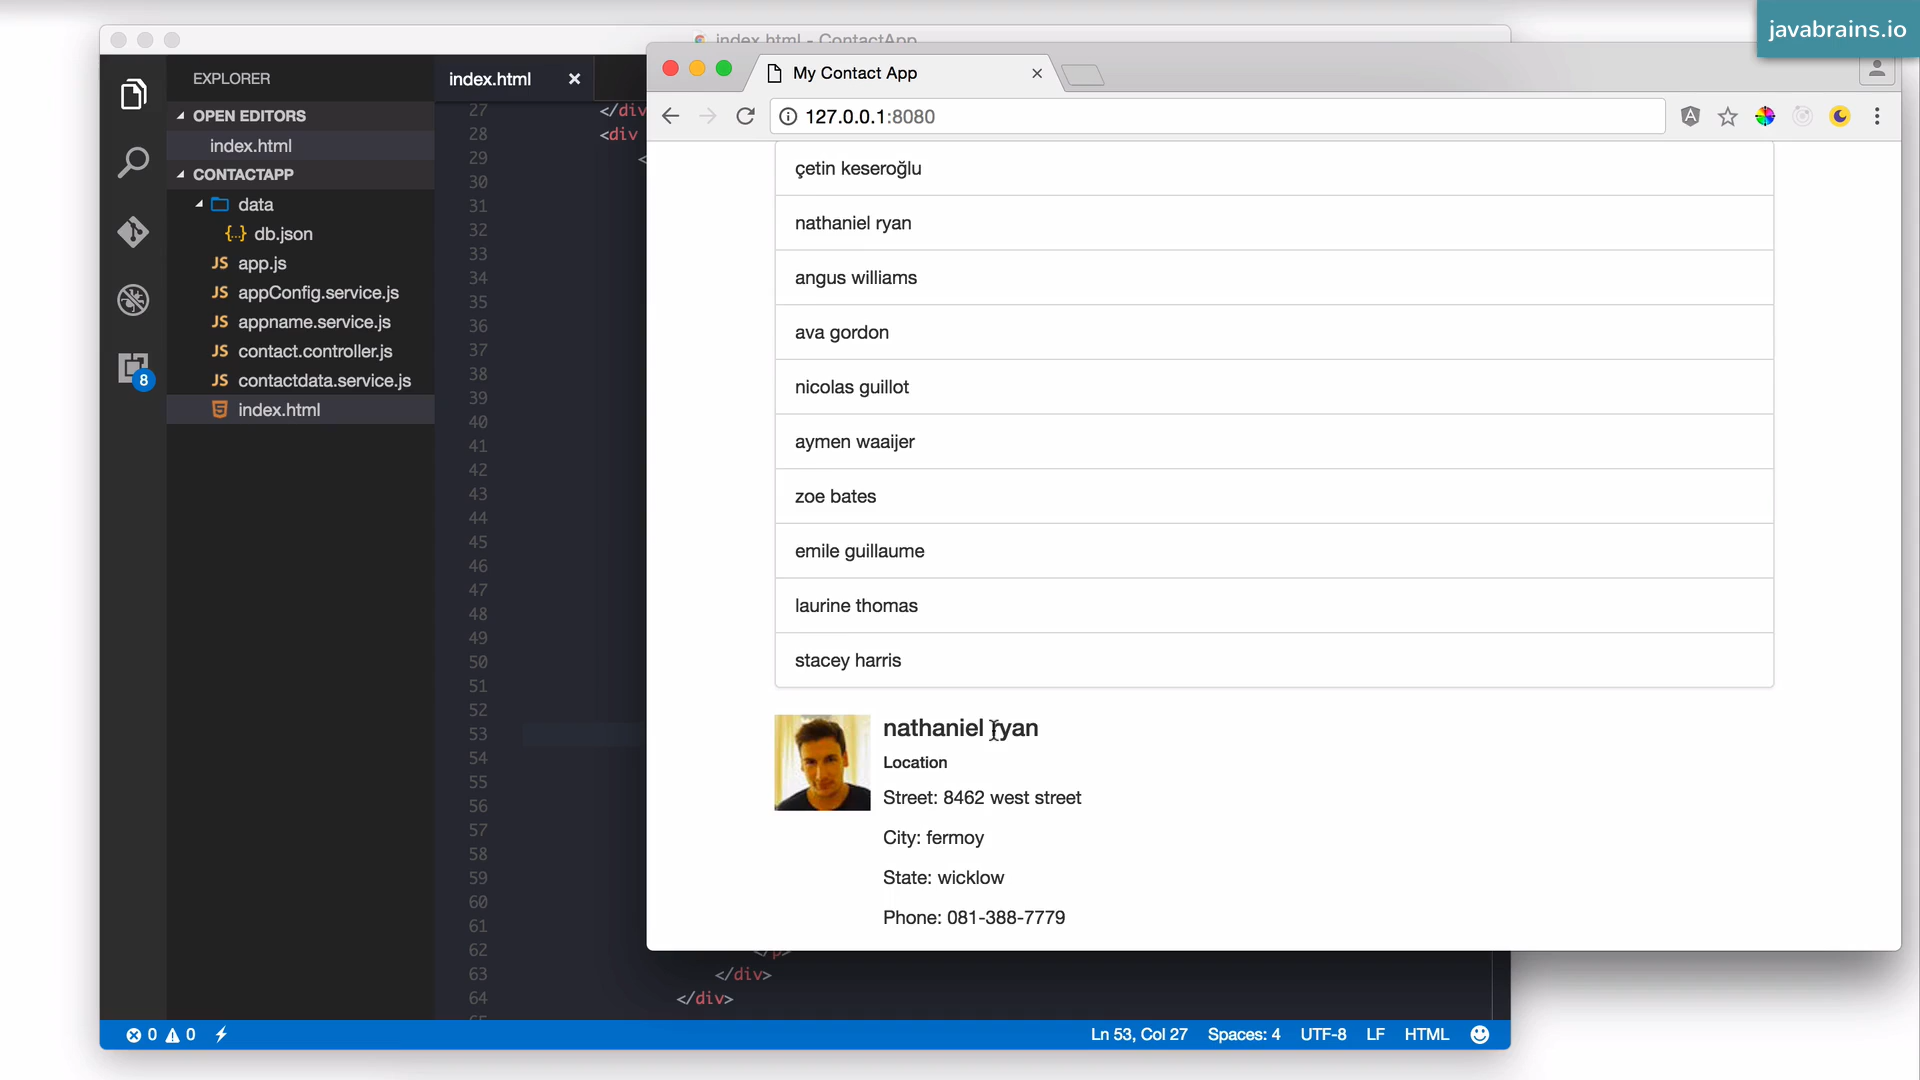 javabrains.io
index.html - ContactApp
EXPLORER
OPEN EDITORS
index.html
CONTACTAPP
data
{..} db.json
JS app.js
JS appConfig.service.js
JS appname.service.js
JS contact.controller.js
JS contactdata.service.js
index.html
8
index.html ×
27 </div
28 <div
29 <
30
31
32
33
34
35
36
37
38
39
40
41
42
43
44
45
46
47
48
49
50
51
52
53
54
55
56
57
58
59
60
61
62 </p>
63 </div>
64 </div>
My Contact App ×
127.0.0.1:8080
çetin keseroğlu
nathaniel ryan
angus williams
ava gordon
nicolas guillot
aymen waaijer
zoe bates
emile guillaume
laurine thomas
stacey harris
nathaniel ryan
Location
Street: 8462 west street
City: fermoy
State: wicklow
Phone: 081-388-7779
0 0 Ln 53, Col 27 Spaces: 4 UTF-8 LF HTML